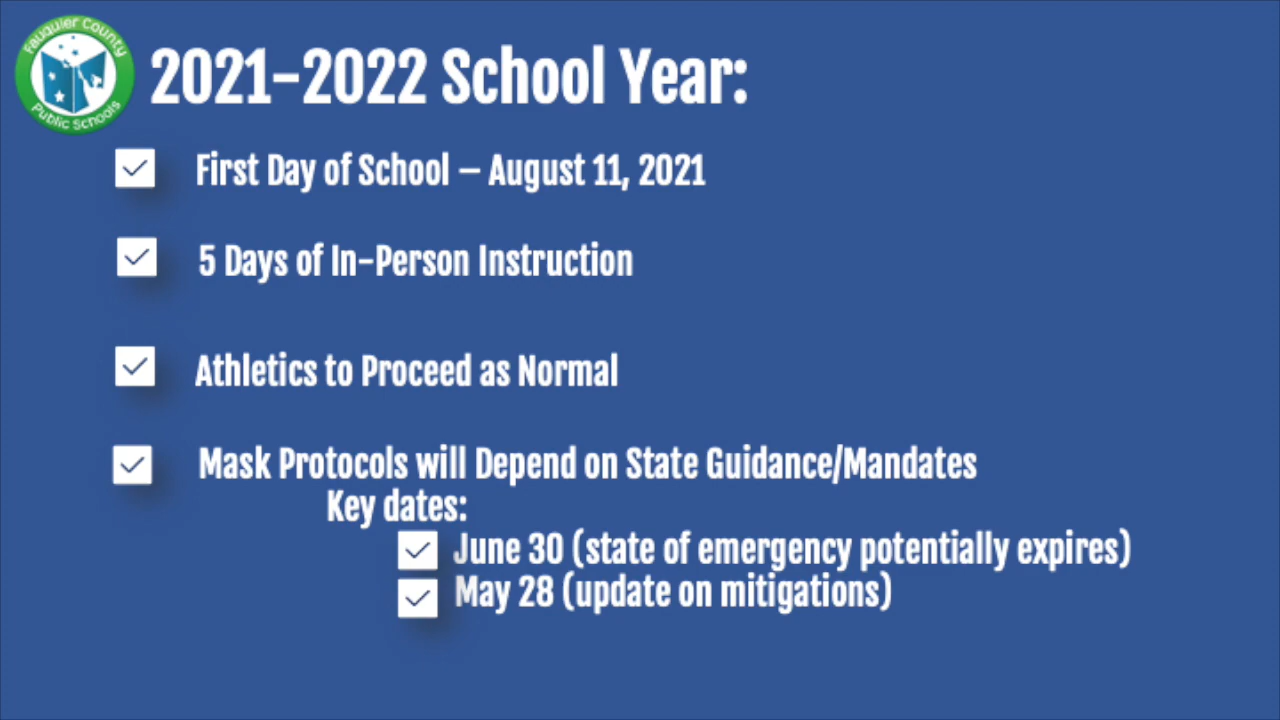 Fauquier County
Public Schools
2021-2022 School Year:
First Day of School – August 11, 2021
5 Days of In-Person Instruction
Athletics to Proceed as Normal
Mask Protocols will Depend on State Guidance/Mandates
Key dates:
June 30 (state of emergency potentially expires)
May 28 (update on mitigations)